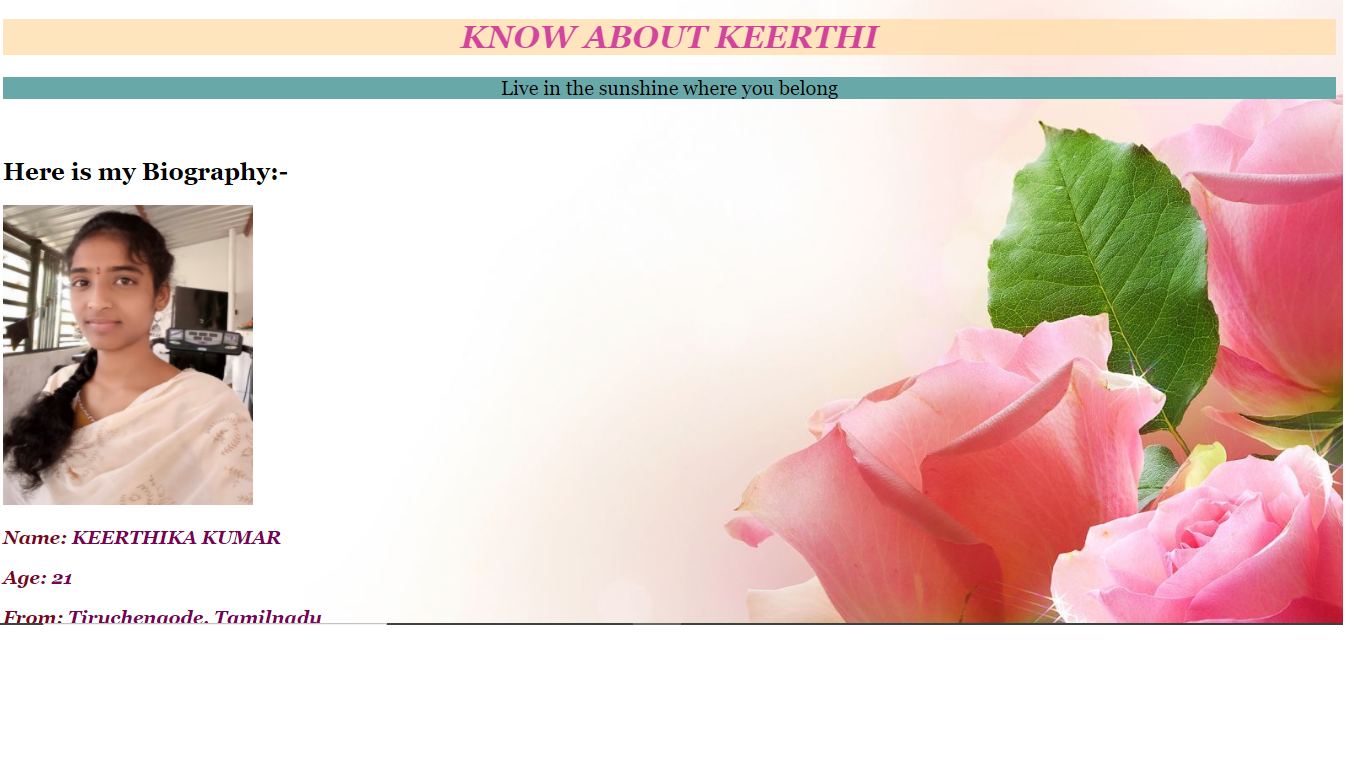 KNOW ABOUT KEERTHI
Live in the sunshine where you belong
Here is my Biography:-
Name: KEERTHIKA KUMAR
Age: 21
From: Tiruchengode, Tamilnadu